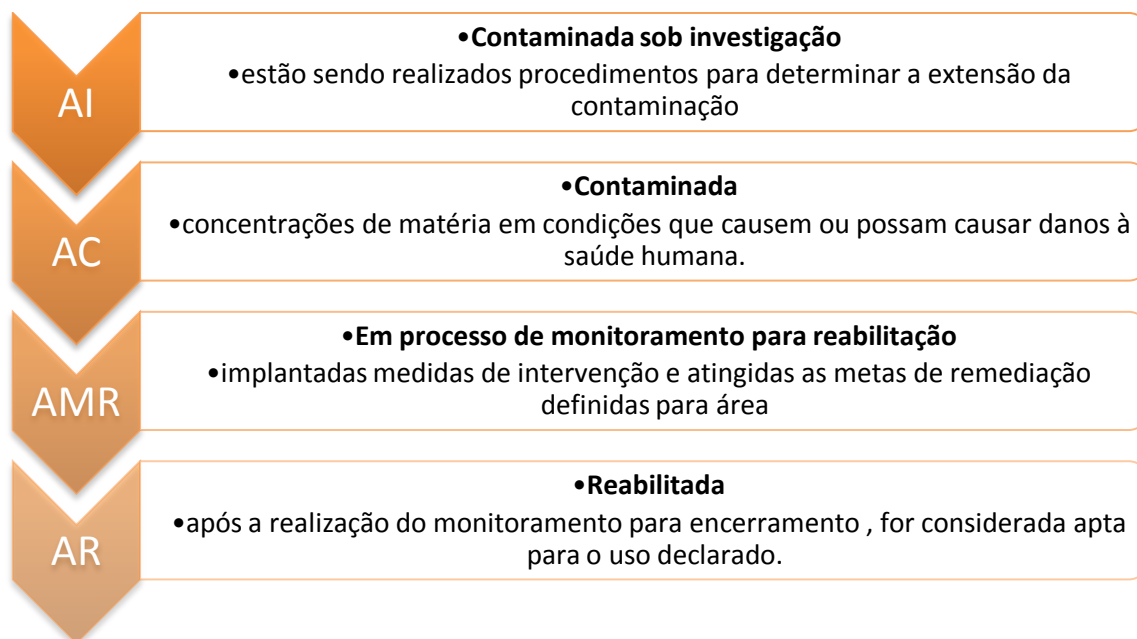 AI
•Contaminada sob investigação
•estão sendo realizados procedimentos para determinar a extensão da
contaminação
AC
•Contaminada
•concentrações de matéria em condições que causem ou possam causar danos à
saúde humana.
AMR
•Em processo de monitoramento para reabilitação
•implantadas medidas de intervenção e atingidas as metas de remediação
definidas para área
AR
•Reabilitada
•após a realização do monitoramento para encerramento , for considerada apta
para o uso declarado.